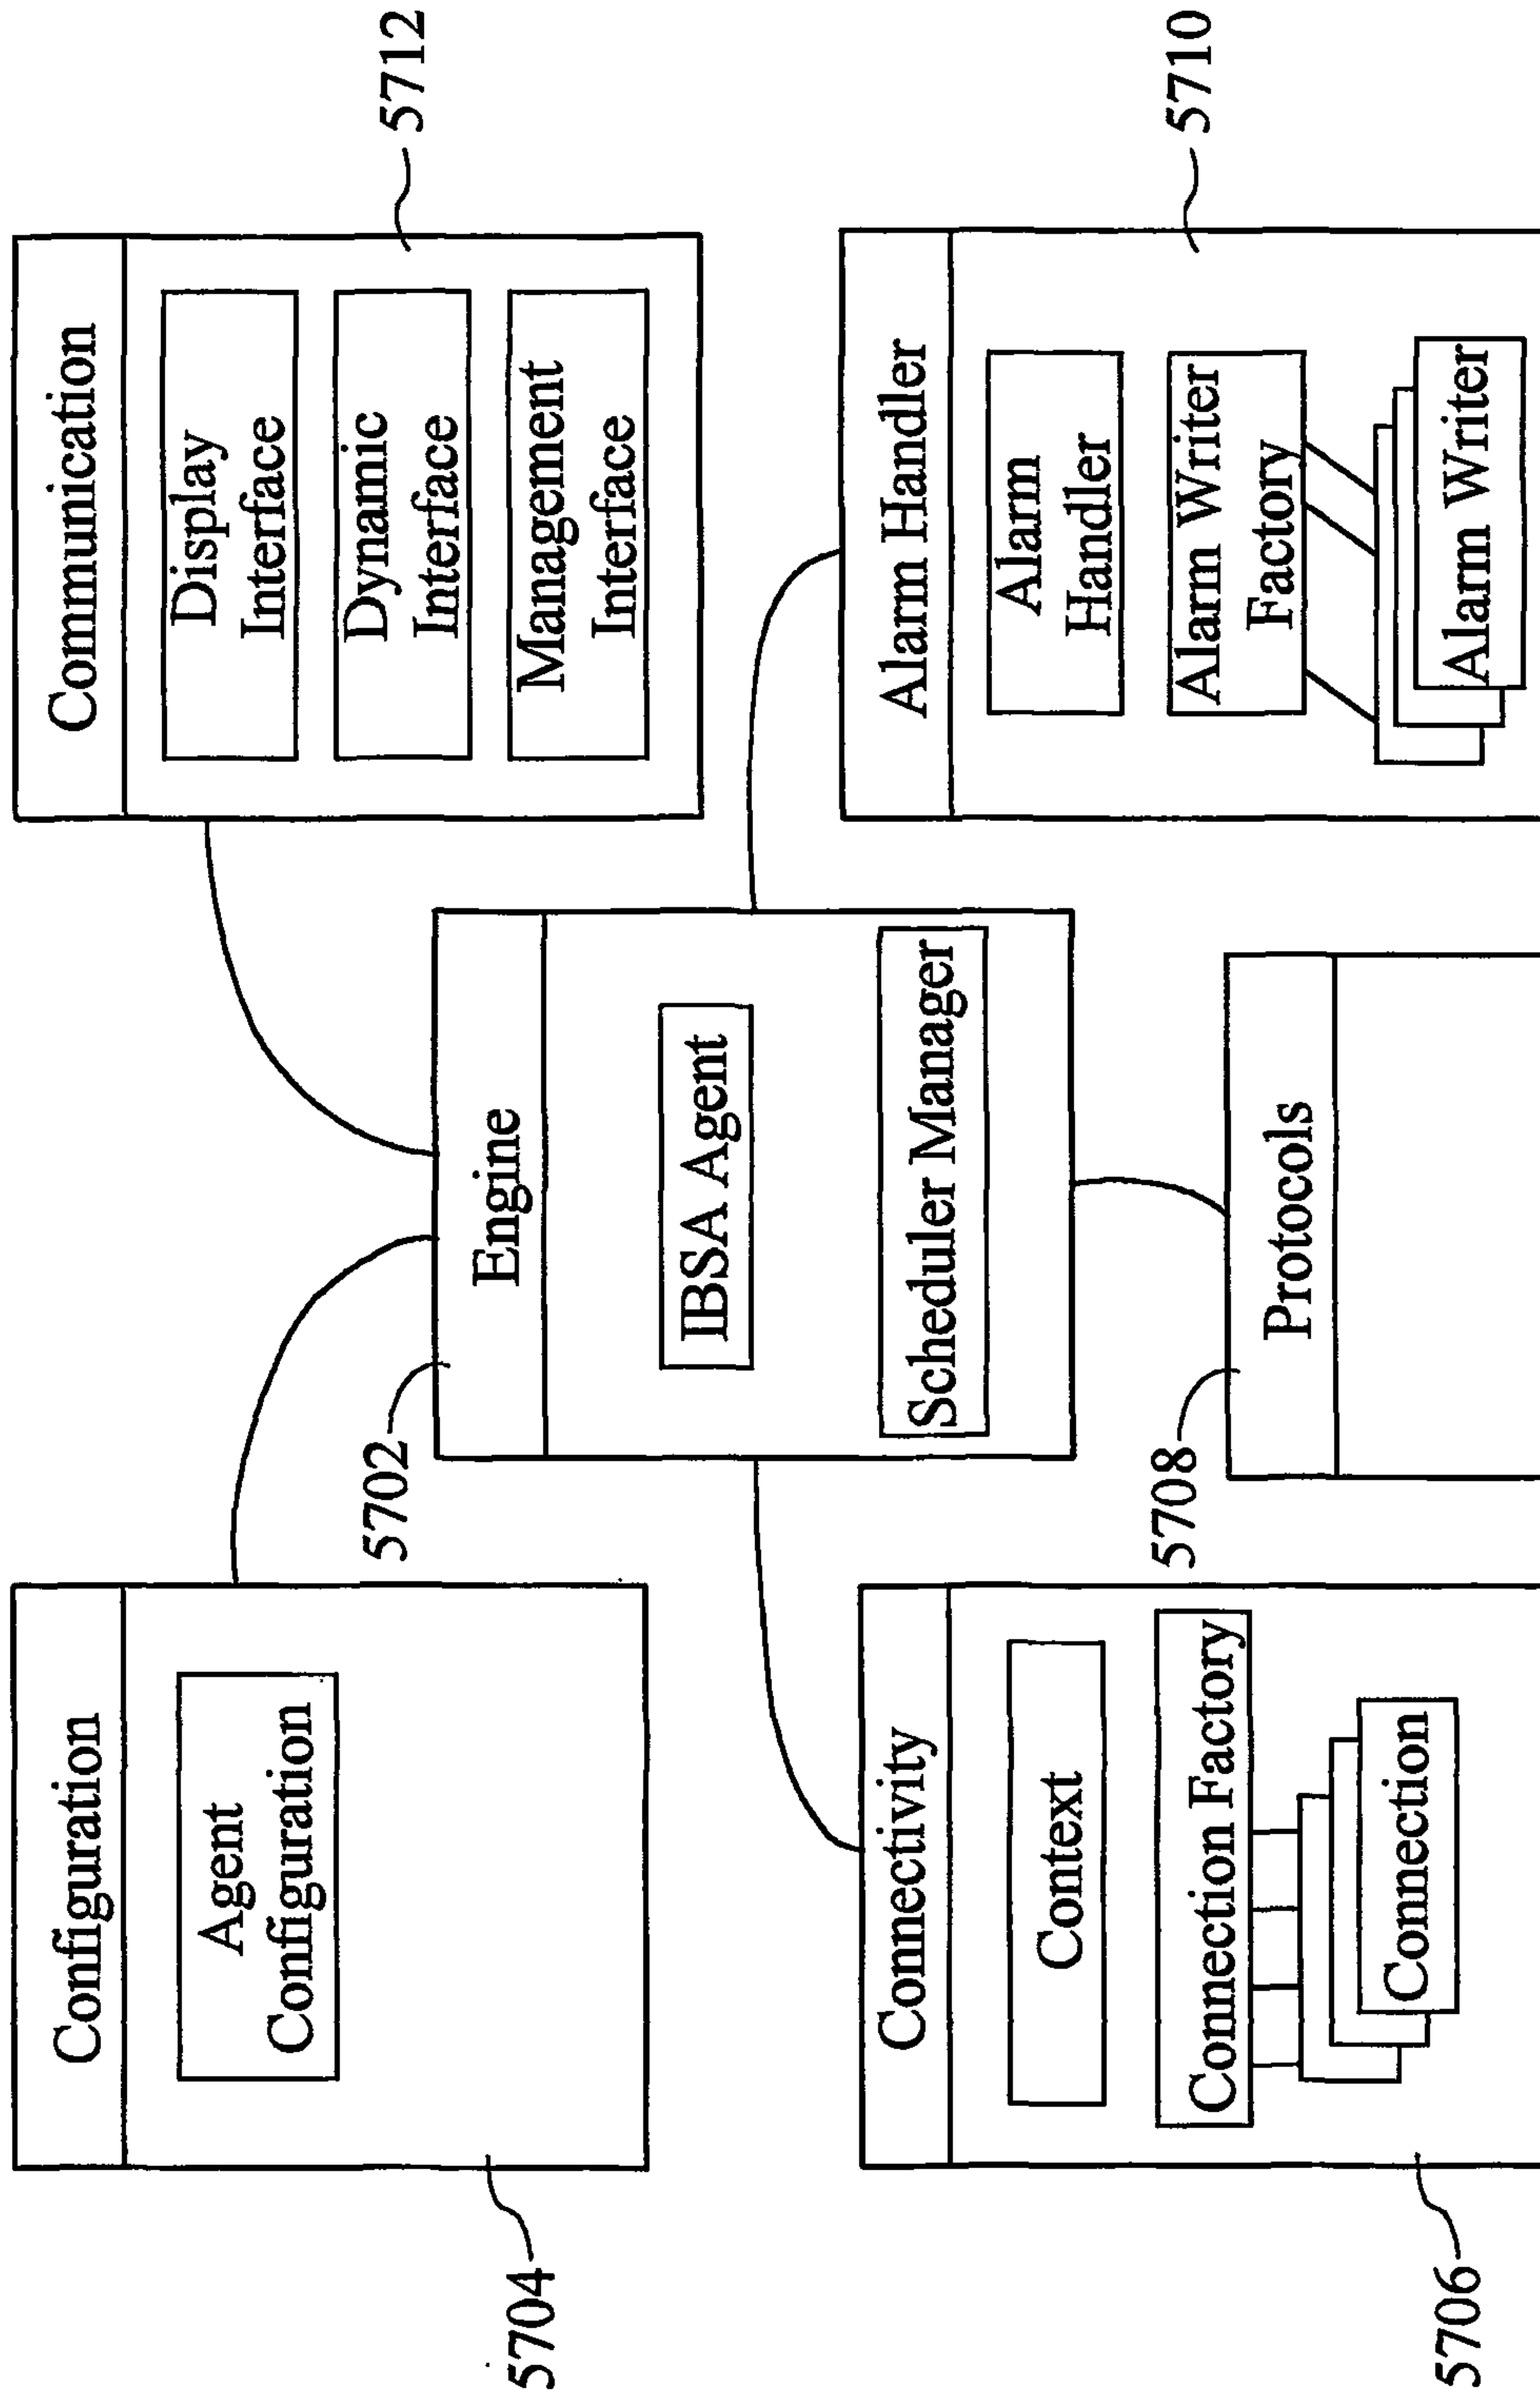 Configuration
Agent
Configuration
5704
Communication
Display
Interface
Dynamic
Interface
Management
Interface
5712
5702
Engine
IBSA Agent
Scheduler Manager
Connectivity
Context
Connection Factory
Connection
5706
5708
Protocols
Alarm Handler
Alarm
Handler
Alarm Writer
Factory
Alarm Writer
5710